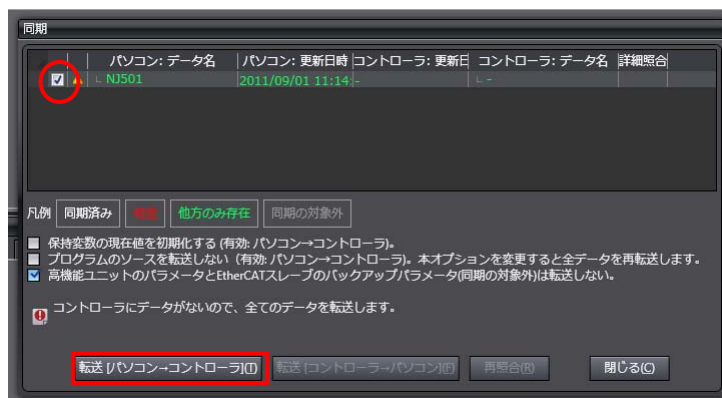 同期
パソコン: データ名 パソコン: 更新日時 コントローラ: 更新日 コントローラ: データ名 詳細照合
NJ501 2011/09/01 11:14: - -
凡例 同期済み 相違 他方のみ存在 同期の対象外
保持変数の現在値を初期化する (有効: パソコン→コントローラ)。
プログラムのソースを転送しない (有効: パソコン→コントローラ)。本オプションを変更すると全データを再転送します。
高機能ユニットのパラメータとEtherCATスレーブのバックアップパラメータ(同期の対象外)は転送しない。
コントローラにデータがないので、全てのデータを転送します。
転送 [パソコン→コントローラ](T) 転送 [コントローラ→パソコン](F) 再照合(R) 閉じる(C)